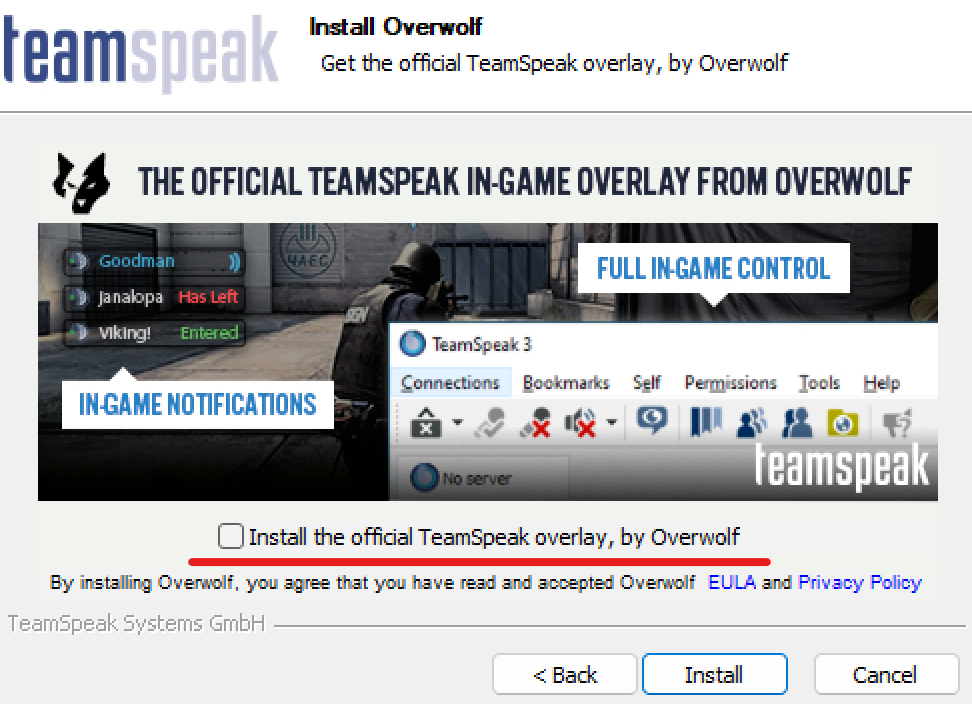 teamspeak
Install Overwolf
Get the official TeamSpeak overlay, by Overwolf
THE OFFICIAL TEAMSPEAK IN-GAME OVERLAY FROM OVERWOLF
ЧАЕС
Goodman
Janalopa Has Left
Viking! Entered
IN-GAME NOTIFICATIONS
FULL IN-GAME CONTROL
TeamSpeak 3
Connections Bookmarks Self Permissions Tools Help
No server
teamspeak
Install the official TeamSpeak overlay, by Overwolf
By installing Overwolf, you agree that you have read and accepted Overwolf EULA and Privacy Policy
TeamSpeak Systems GmbH
< Back Install Cancel